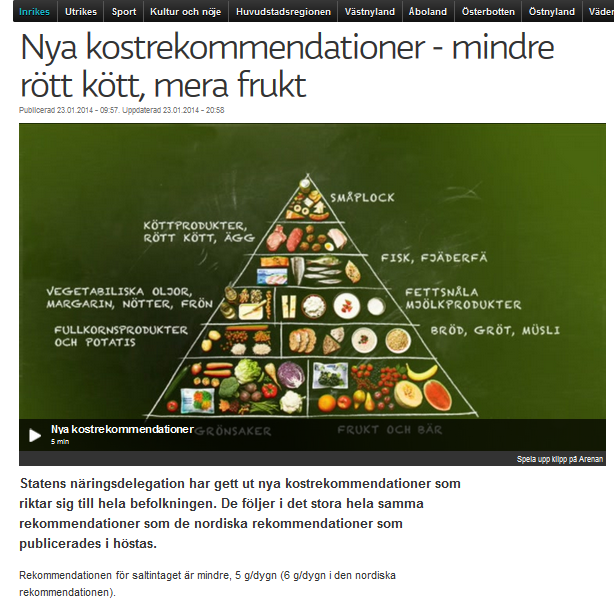 Inrikes Utrikes Sport Kultur och nöje Huvudstadsregionen Västnyland Åboland Österbotten Östnyland Väder
Nya kostrekommendationer - mindre
rött kött, mera frukt
Publicerad 23.01.2014 - 09:57. Uppdaterad 23.01.2014 - 20:58
SMÅPLOCK
KÖTTPRODUKTER,
RÖTT KÖTT, ÄGG
FISK, FJÄDERFÄ
VEGETABILISKA OLJOR,
MARGARIN, NÖTTER, FRÖN
FETTSNÅLA
MJÖLKPRODUKTER
FULLKORNSPRODUKTER
OCH POTATIS
BRÖD, GRÖT, MÜSLI
GRÖNSAKER
FRUKT OCH BÄR
Nya kostrekommendationer
5 min
Spela upp klipp på Arenan
Statens näringsdelegation har gett ut nya kostrekommendationer som
riktar sig till hela befolkningen. De följer i det stora hela samma
rekommendationer som de nordiska rekommendationer som
publicerades i höstas.
Rekommendationen för saltintaget är mindre, 5 g/dygn (6 g/dygn i den nordiska
rekommendationen).